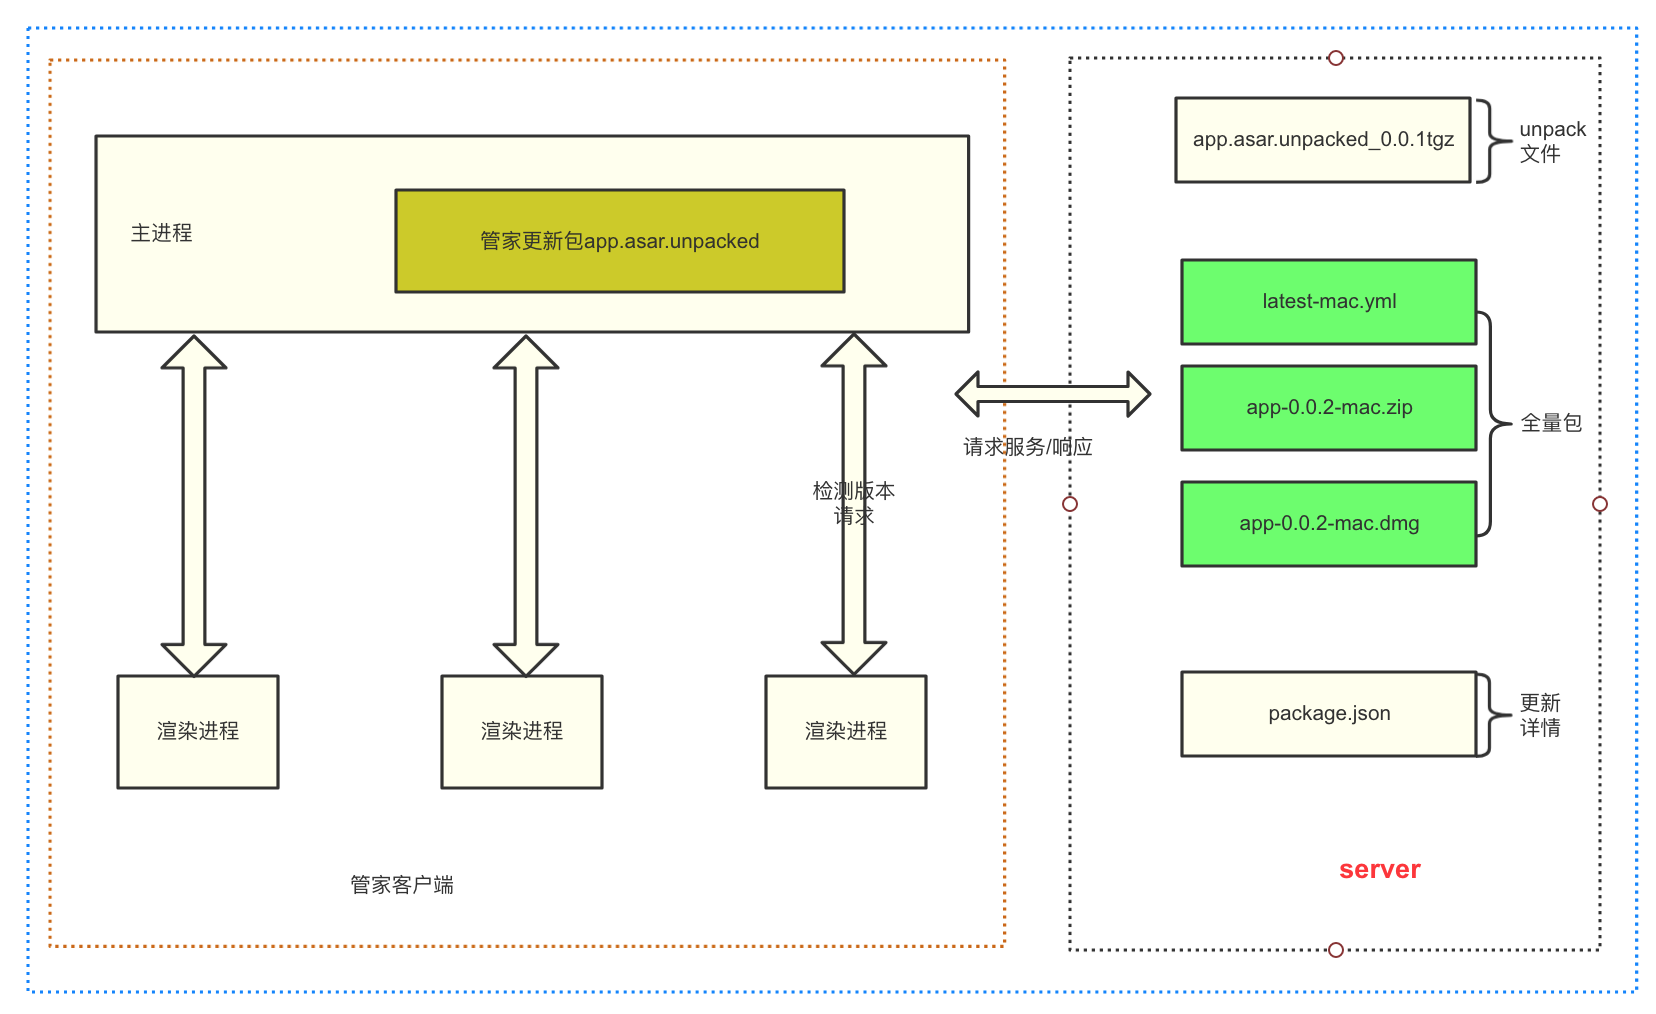 主进程
管家更新包app.asar.unpacked
检测版本
请求
渲染进程
渲染进程
渲染进程
管家客户端
请求服务/响应
app.asar.unpacked_0.0.1tgz
unpack
文件
latest-mac.yml
app-0.0.2-mac.zip
app-0.0.2-mac.dmg
全量包
package.json
更新
详情
server